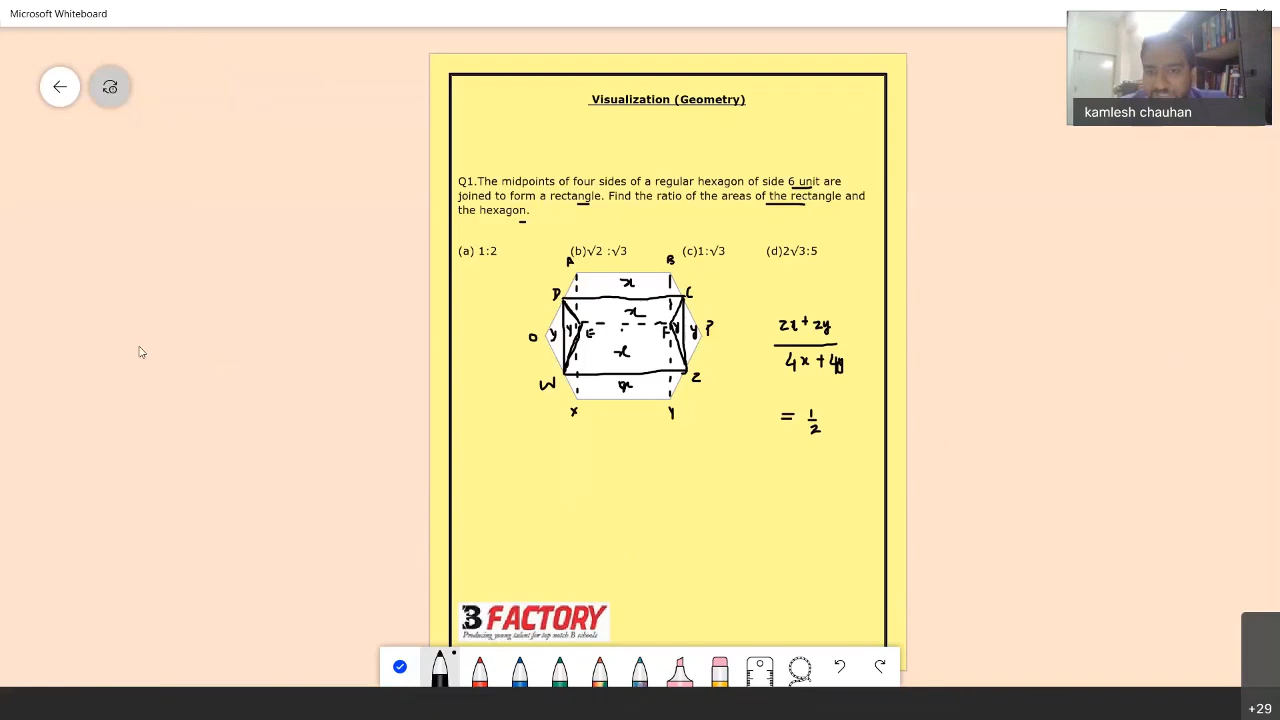 Microsoft Whiteboard
kamlesh chauhan
Visualization (Geometry)
Q1.The midpoints of four sides of a regular hexagon of side 6 unit are
joined to form a rectangle. Find the ratio of the areas of the rectangle and
the hexagon.
(a) 1:2 (b)√2 :√3 (c)1:√3 (d)2√3:5
A B
x
D C
x
O y y E F y y P
x
W Z
x
X Y
2x + 2y
4x + 4y
= 1
2
3 FACTORY
Producing young talent for top notch B schools
+29